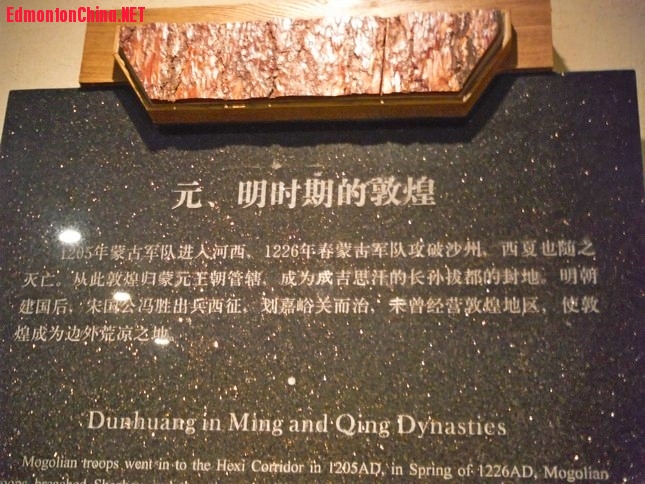 EdmontonChina.NET
元、明时期的敦煌
1205年蒙古军队进入河西，1226年春蒙古军队攻破沙州，西夏也随之
灭亡。从此敦煌归蒙元王朝管辖，成为成吉思汗的长孙拔都的封地。明朝
建国后，宋国公冯胜出兵西征，划嘉峪关而治，未曾经营敦煌地区，使敦
煌成为边外荒凉之地。
Dunhuang in Ming and Qing Dynasties
Mogolian troops went in to the Hexi Corridor in 1205AD, in Spring of 1226AD, Mogolian